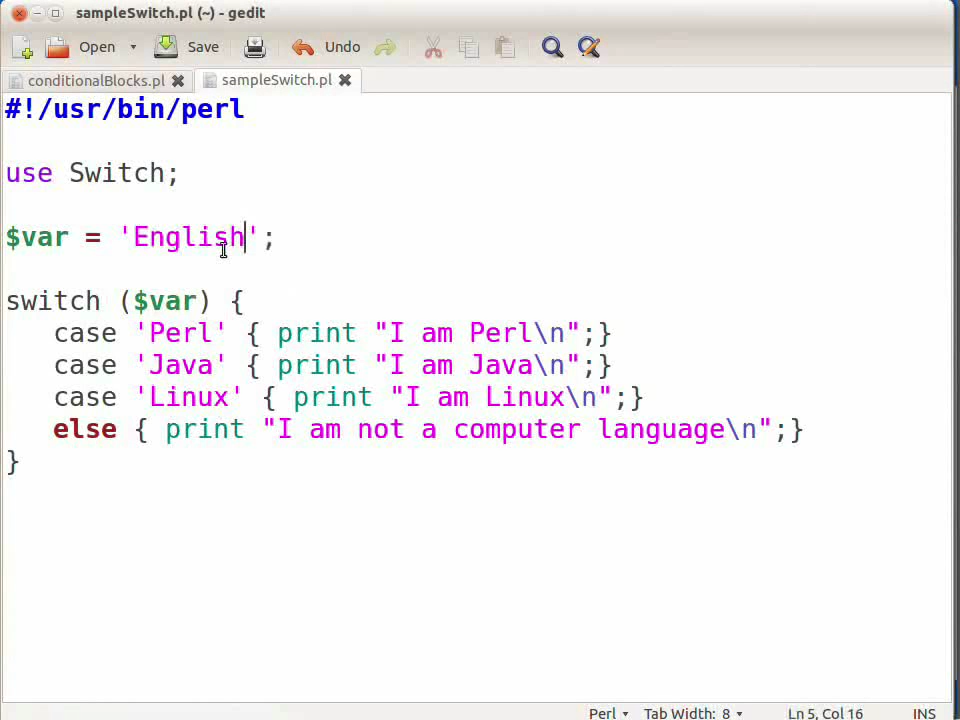 sampleSwitch.pl (~) - gedit
Open Save Undo
conditionalBlocks.pl sampleSwitch.pl
#!/usr/bin/perl
use Switch;
$var = 'English';
switch ($var) {
case 'Perl' { print "I am Perl\n";}
case 'Java' { print "I am Java\n";}
case 'Linux' { print "I am Linux\n";}
else { print "I am not a computer language\n";}
}
Perl Tab Width: 8 Ln 5, Col 16 INS